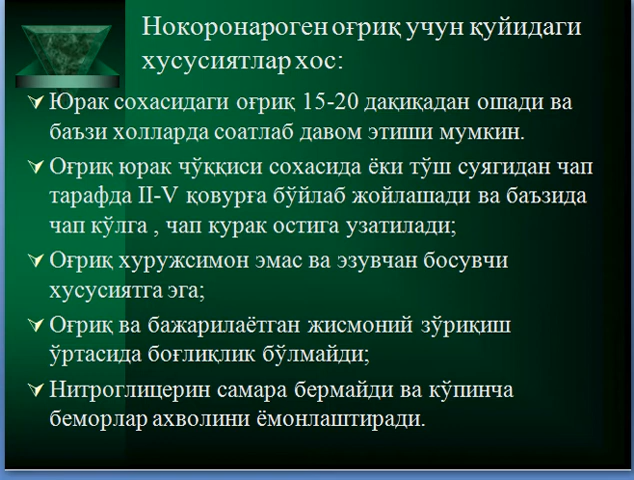 Нокоронароген оғриқ учун қуйидаги
хусусиятлар хос:
Юрак сохасидаги оғриқ 15-20 дақиқадан ошади ва
баъзи холларда соатлаб давом этиши мумкин.
Оғриқ юрак чўққиси сохасида ёки тўш суягидан чап
тарафда II-V қовурға бўйлаб жойлашади ва баъзида
чап кўлга , чап курак остига узатилади;
Оғриқ хуружсимон эмас ва эзувчан босувчи
хусусиятга эга;
Оғриқ ва бажарилаётган жисмоний зўриқиш
ўртасида боғлиқлик бўлмайди;
Нитроглицерин самара бермайди ва кўпинча
беморлар ахволини ёмонлаштиради.